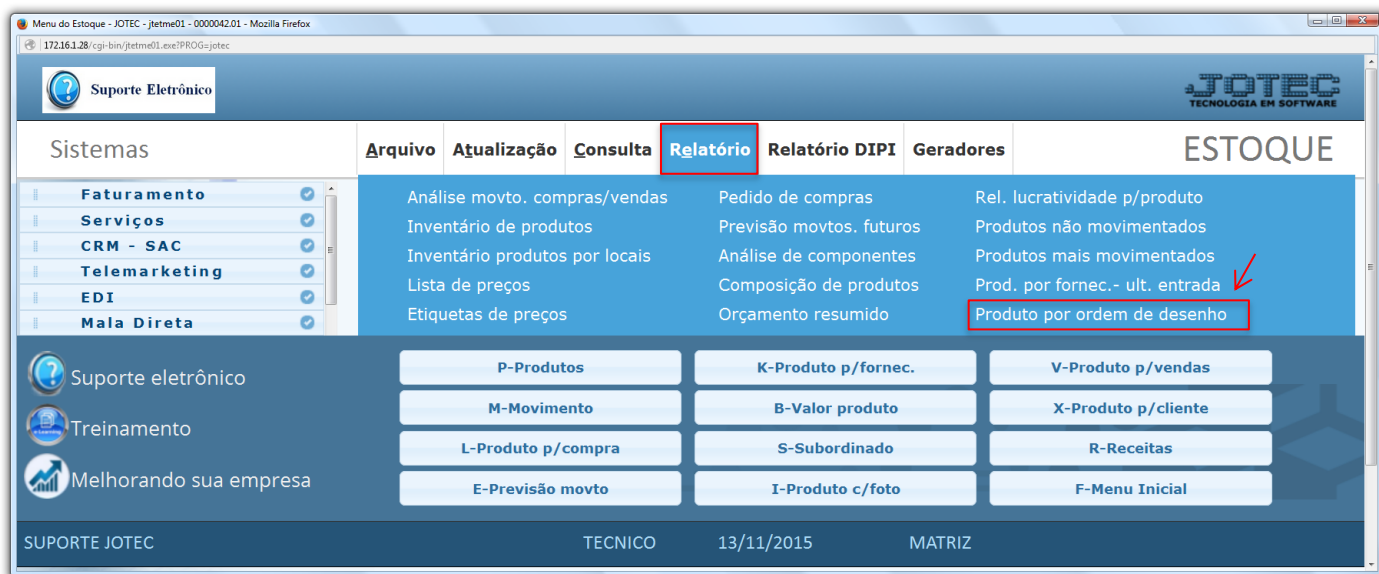 Menu do Estoque - JOTEC - jtetme01 - 0000042.01 - Mozilla Firefox
172.16.1.28/cgi-bin/jtetme01.exe?PROG=jotec
Suporte Eletrônico
JOTEC
TECNOLOGIA EM SOFTWARE
Sistemas
Arquivo Atualização Consulta Relatório Relatório DIPI Geradores
ESTOQUE
Faturamento
Serviços
CRM - SAC
Telemarketing
EDI
Mala Direta
Análise movto. compras/vendas Pedido de compras Rel. lucratividade p/produto
Inventário de produtos Previsão movtos. futuros Produtos não movimentados
Inventário produtos por locais Análise de componentes Produtos mais movimentados
Lista de preços Composição de produtos Prod. por fornec.- ult. entrada
Etiquetas de preços Orçamento resumido Produto por ordem de desenho
Suporte eletrônico
Treinamento
Melhorando sua empresa
P-Produtos K-Produto p/fornec. V-Produto p/vendas
M-Movimento B-Valor produto X-Produto p/cliente
L-Produto p/compra S-Subordinado R-Receitas
E-Previsão movto I-Produto c/foto F-Menu Inicial
SUPORTE JOTEC TECNICO 13/11/2015 MATRIZ